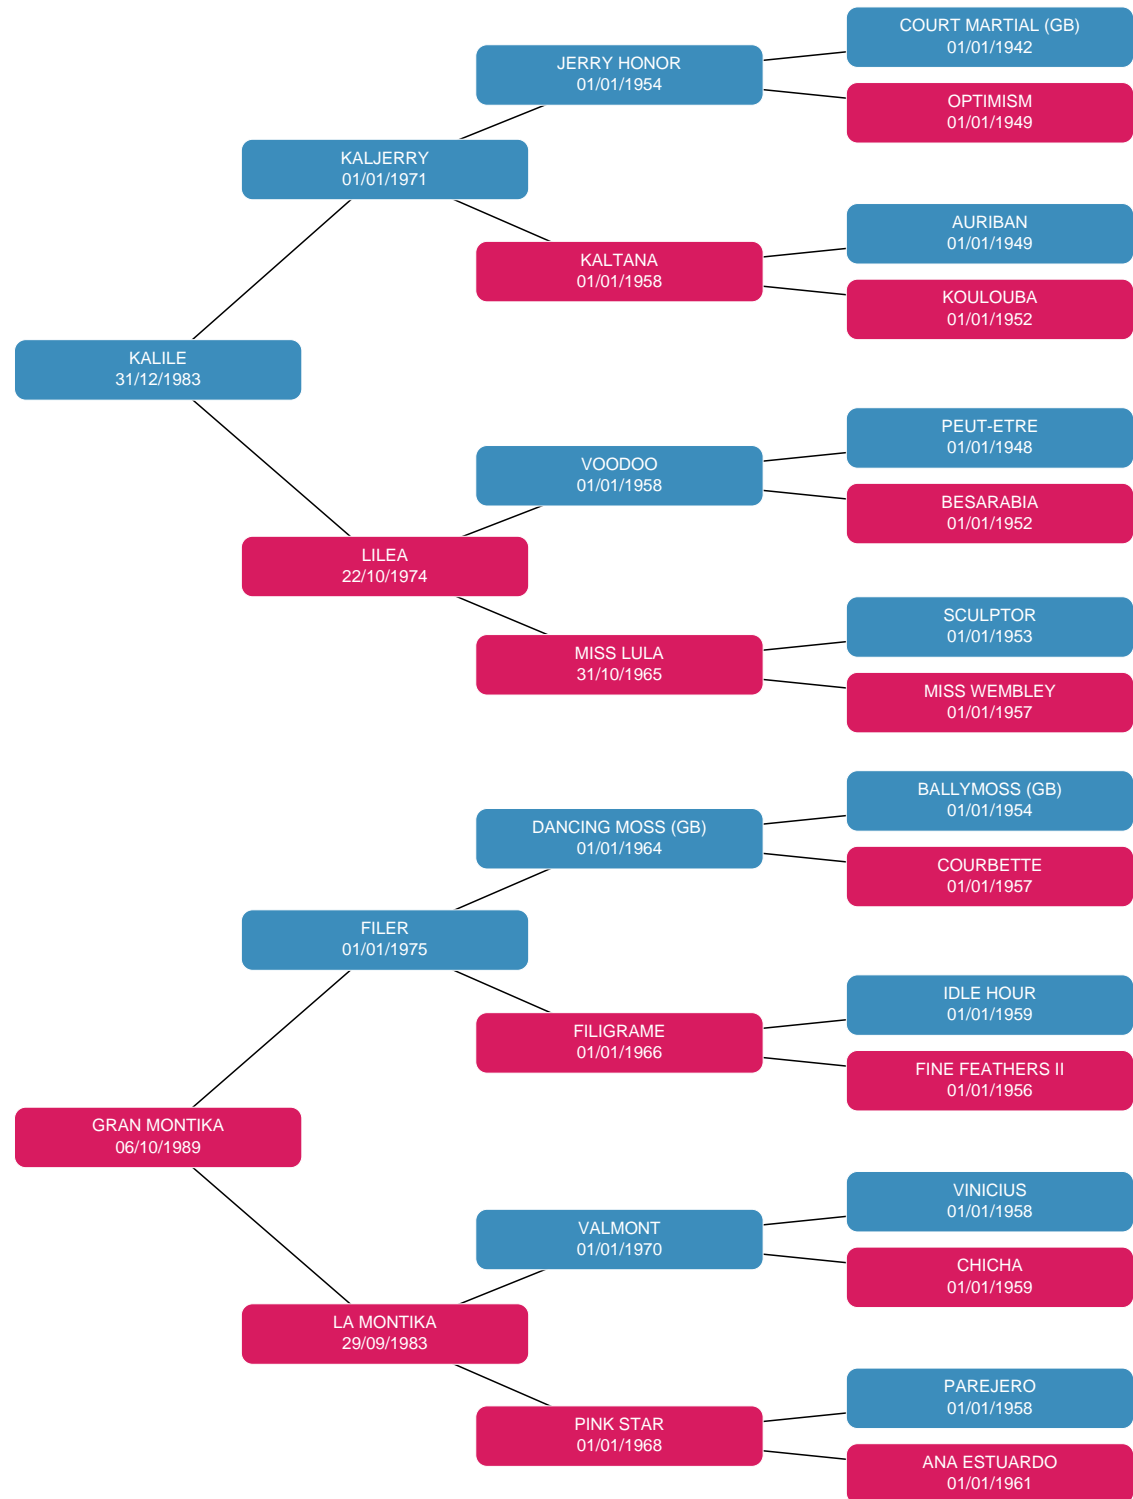 COURT MARTIAL (GB)
01/01/1942
JERRY HONOR
01/01/1954
OPTIMISM
01/01/1949
KALJERRY
01/01/1971
AURIBAN
01/01/1949
KALTANA
01/01/1958
KOULOUBA
01/01/1952
KALILE
31/12/1983
PEUT-ETRE
01/01/1948
VOODOO
01/01/1958
BESARABIA
01/01/1952
LILEA
22/10/1974
SCULPTOR
01/01/1953
MISS LULA
31/10/1965
MISS WEMBLEY
01/01/1957
BALLYMOSS (GB)
01/01/1954
DANCING MOSS (GB)
01/01/1964
COURBETTE
01/01/1957
FILER
01/01/1975
IDLE HOUR
01/01/1959
FILIGRAME
01/01/1966
FINE FEATHERS II
01/01/1956
GRAN MONTIKA
06/10/1989
VINICIUS
01/01/1958
VALMONT
01/01/1970
CHICHA
01/01/1959
LA MONTIKA
29/09/1983
PAREJERO
01/01/1958
PINK STAR
01/01/1968
ANA ESTUARDO
01/01/1961